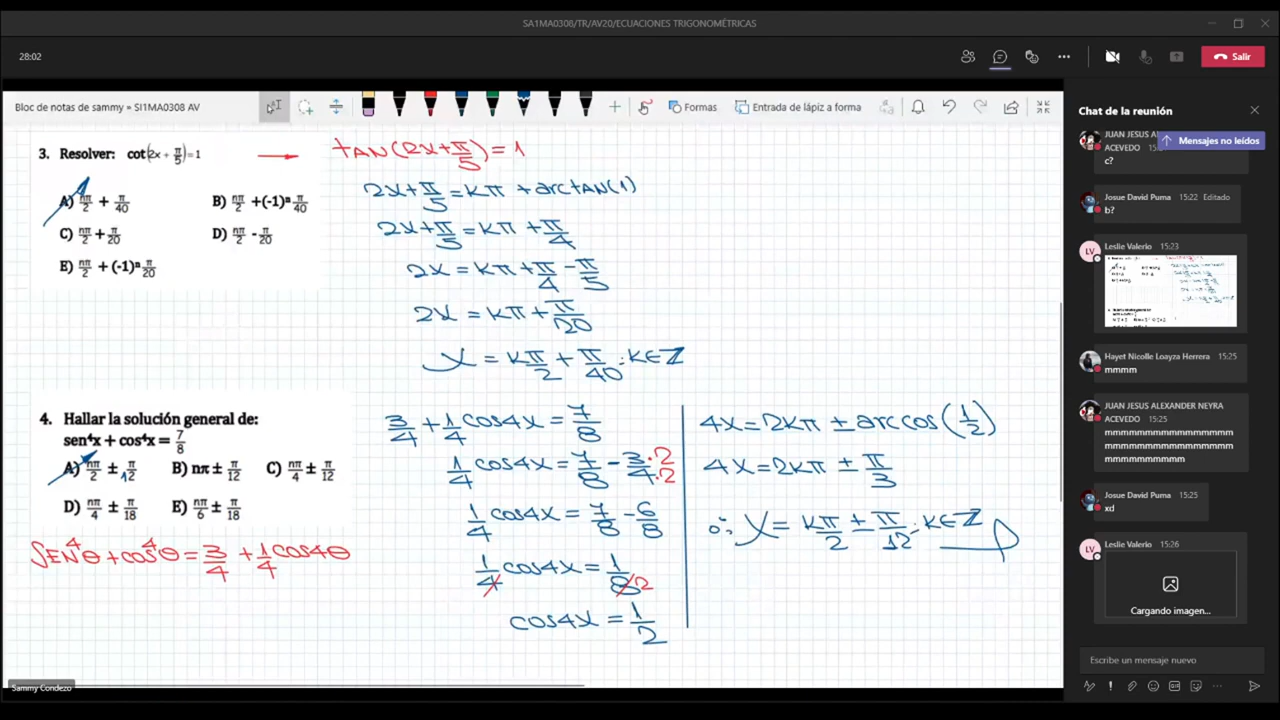 SA1MA0308/TR/AV20/ECUACIONES TRIGONOMÉTRICAS
28:02
Salir
Bloc de notas de sammy = SI1MA0308 AV
Formas
Entrada de lápiz a forma
3. Resolver: cot(2x + π/5) = 1
TAN(2x+π/5) = 1
A) nπ/2 + π/40
B) nπ/2 +(-1)ⁿ π/40
C) nπ/2 + π/20
D) nπ/2 - π/20
E) nπ/2 + (-1)ⁿ π/20
2x+π/5 = kπ + arcTAN(1)
2x+π/5 = kπ + π/4
2x = kπ + π/4 - π/5
2x = kπ + π/20
x = kπ/2 + π/40 : k∈Z
4. Hallar la solución general de:
sen⁴x + cos⁴x = 7/8
A) nπ/2 ± π/12
B) nπ ± π/12
C) nπ/4 ± π/12
D) nπ/4 ± π/18
E) nπ/6 ± π/18
SEN⁴θ + cos⁴θ = 3/4 + 1/4 cos4θ
3/4 + 1/4 cos4x = 7/8
1/4 cos4x = 7/8 - 3/4 ·2 ·2
1/4 cos4x = 7/8 - 6/8
1/4 cos4x = 1/8 2
cos4x = 1/2
4x = 2kπ ± arccos(1/2)
4x = 2kπ ± π/3
∴ x = kπ/2 ± π/12 : k∈Z
Sammy Condezo
Chat de la reunión
JUAN JESUS
ACEVEDO
Mensajes no leídos
c?
Josue David Puma 15:22 Editado
b?
LV
Leslie Valerio 15:23
Hayet Nicolle Loayza Herrera 15:25
mmmm
JUAN JESUS ALEXANDER NEYRA
ACEVEDO 15:25
mmmmmmmmmmmmmmmm
mmmmmmmmmmmmmmmm
mmmmmmmmmm
Josue David Puma 15:25
xd
LV
Leslie Valerio 15:26
Cargando imagen...
Escribe un mensaje nuevo
GIF